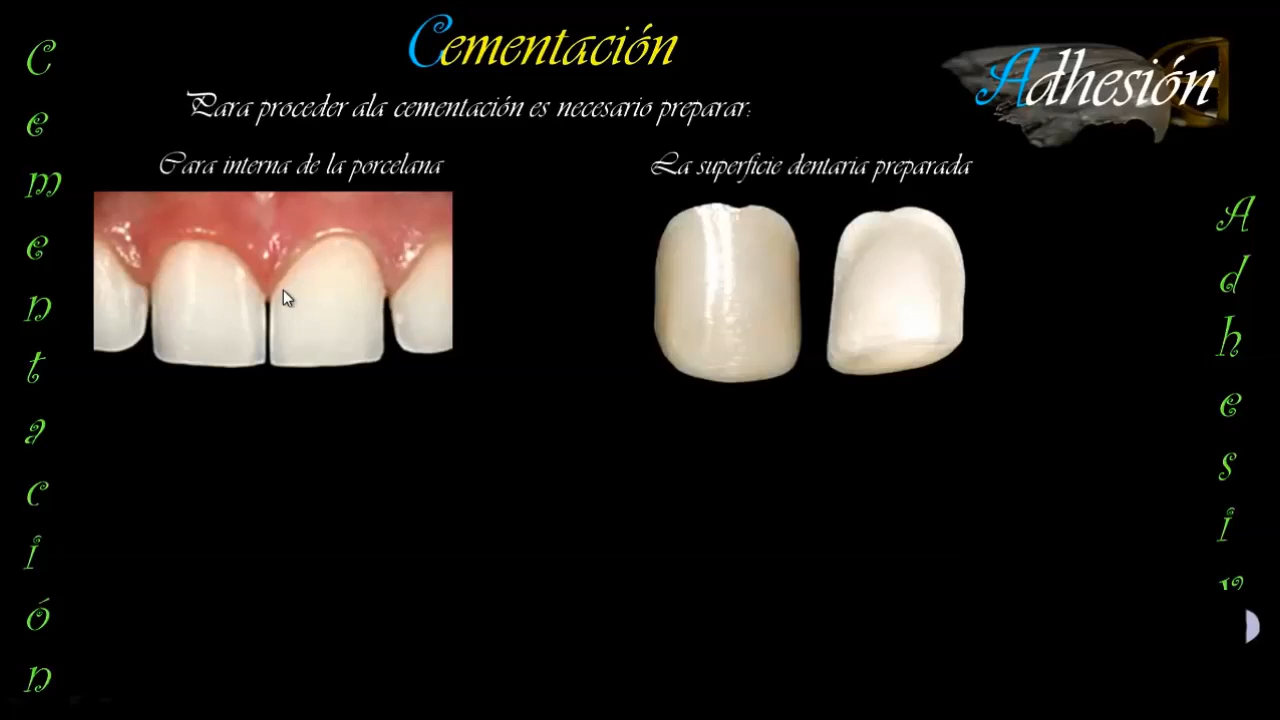 Cementación
Adhesión
Para proceder ala cementación es necesario preparar:
Cara interna de la porcelana
La superficie dentaria preparada
Cementación
Adhesi